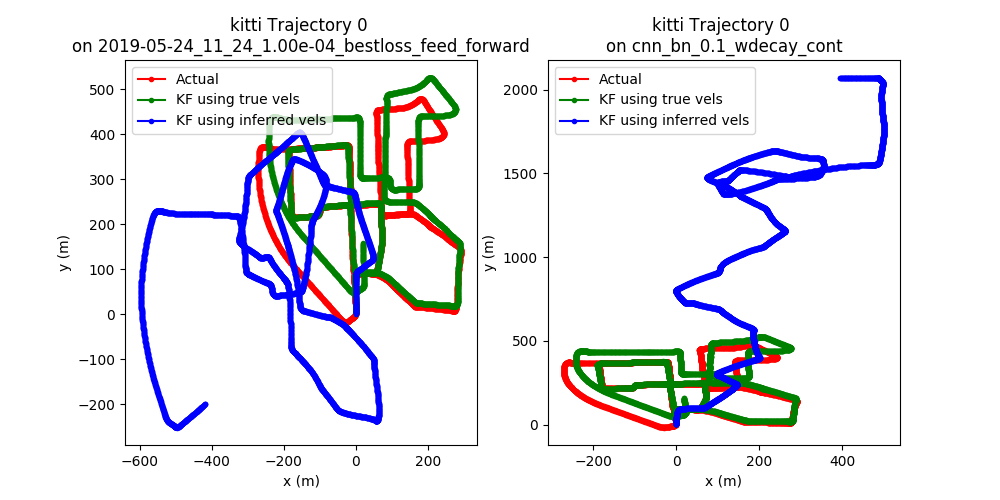 kitti Trajectory 0
on 2019-05-24_11_24_1.00e-04_bestloss_feed_forward
Actual
KF using true vels
KF using inferred vels
500
400
300
200
100
0
−100
−200
y (m)
−600
−400
−200
0
200
x (m)
kitti Trajectory 0
on cnn_bn_0.1_wdecay_cont
Actual
KF using true vels
KF using inferred vels
2000
1500
1000
500
0
y (m)
−200
0
200
400
x (m)